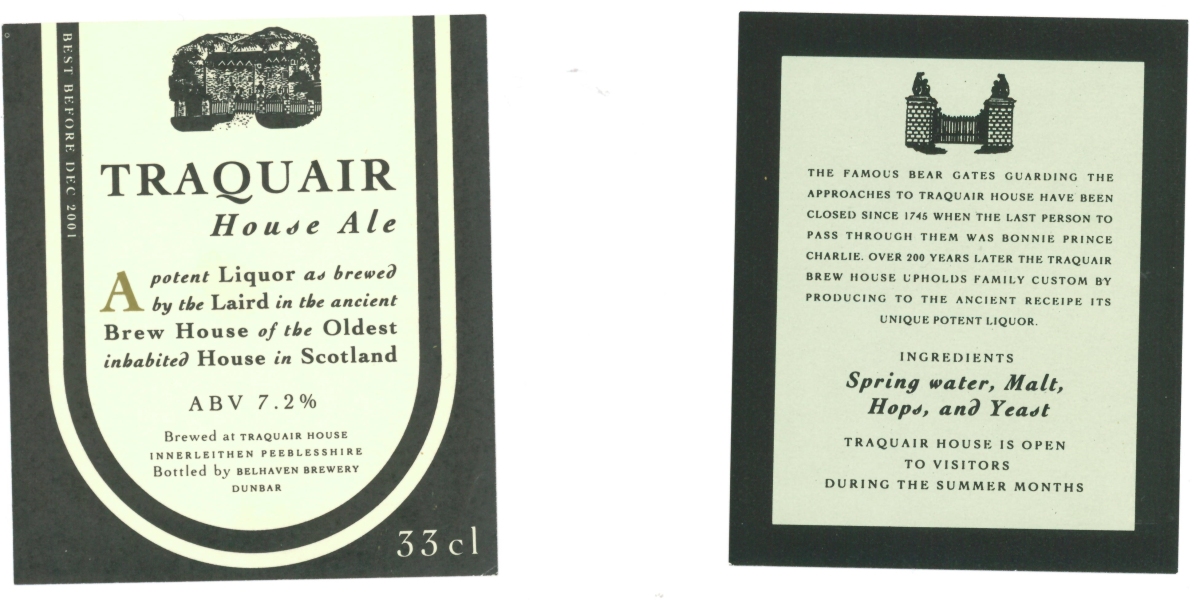 BEST BEFORE DEC 2001
TRAQUAIR
House Ale
A potent Liquor as brewed
by the Laird in the ancient
Brew House of the Oldest
inhabited House in Scotland
ABV 7.2%
Brewed at TRAQUAIR HOUSE
INNERLEITHEN PEEBLESSHIRE
Bottled by BELHAVEN BREWERY
DUNBAR
33cl
THE FAMOUS BEAR GATES GUARDING THE
APPROACHES TO TRAQUAIR HOUSE HAVE BEEN
CLOSED SINCE 1745 WHEN THE LAST PERSON TO
PASS THROUGH THEM WAS BONNIE PRINCE
CHARLIE. OVER 200 YEARS LATER THE TRAQUAIR
BREW HOUSE UPHOLDS FAMILY CUSTOM BY
PRODUCING TO THE ANCIENT RECEIPE ITS
UNIQUE POTENT LIQUOR.
INGREDIENTS
Spring water, Malt,
Hops, and Yeast
TRAQUAIR HOUSE IS OPEN
TO VISITORS
DURING THE SUMMER MONTHS